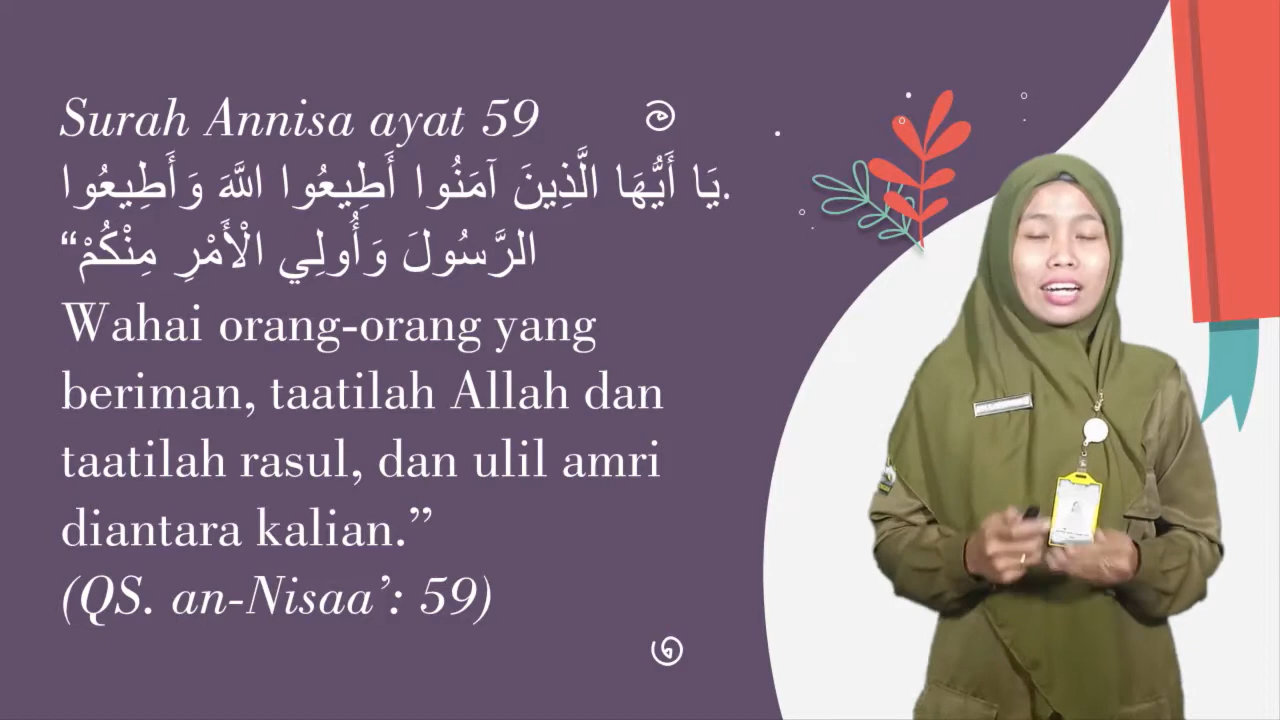 Surah Annisa ayat 59
يَا أَيُّهَا الَّذِينَ آمَنُوا أَطِيعُوا اللَّهَ وَأَطِيعُوا.
الرَّسُولَ وَأُولِي الْأَمْرِ مِنْكُمْ“
Wahai orang-orang yang
beriman, taatilah Allah dan
taatilah rasul, dan ulil amri
diantara kalian.”
(QS. an-Nisaa’: 59)